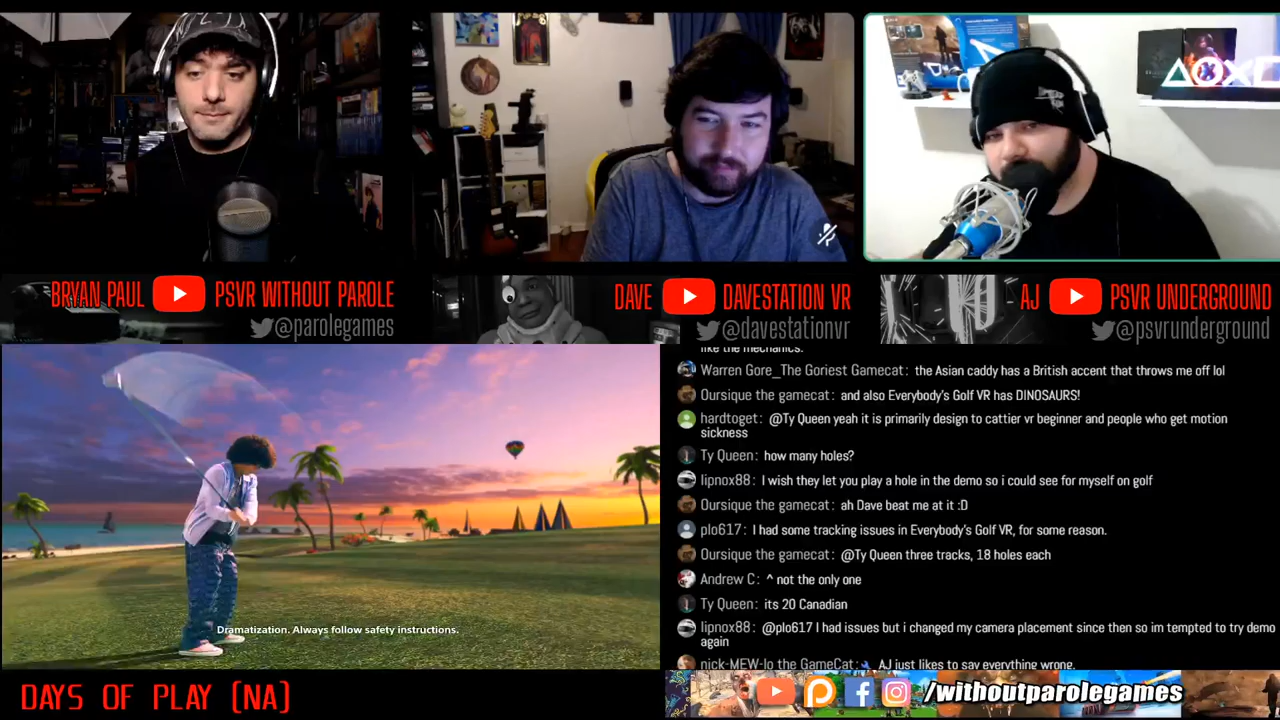 BRYAN PAUL PSVR WITHOUT PAROLE
@parolegames
DAVE DAVESTATION VR
@davestationvr
AJ PSVR UNDERGROUND
@psvrunderground
like the mechanics.
Warren Gore_The Goriest Gamecat: the Asian caddy has a British accent that throws me off lol
Oursique the gamecat: and also Everybody's Golf VR has DINOSAURS!
hardtoget: @Ty Queen yeah it is primarily design to cattier vr beginner and people who get motion
sickness
Ty Queen: how many holes?
lipnox88: I wish they let you play a hole in the demo so i could see for myself on golf
Oursique the gamecat: ah Dave beat me at it :D
plo617: I had some tracking issues in Everybody's Golf VR, for some reason.
Oursique the gamecat: @Ty Queen three tracks, 18 holes each
Andrew C: ^ not the only one
Ty Queen: its 20 Canadian
lipnox88: @plo617 I had issues but i changed my camera placement since then so im tempted to try demo
again
nick-MEW-lo the GameCat: AJ just likes to say everything wrong.
Dramatization. Always follow safety instructions.
DAYS OF PLAY (NA)
/withoutparolegames